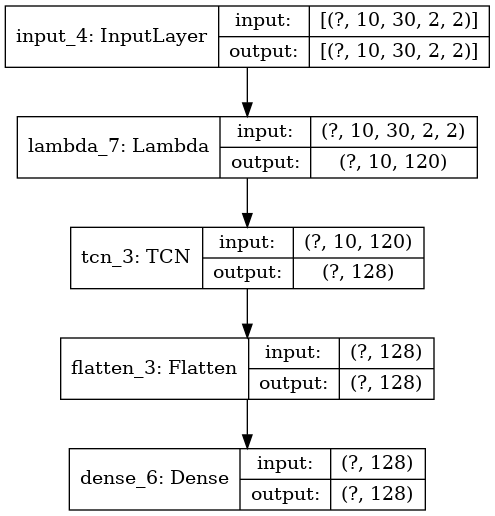 input_4: InputLayer
input:
[(?, 10, 30, 2, 2)]
output:
[(?, 10, 30, 2, 2)]
lambda_7: Lambda
input:
(?, 10, 30, 2, 2)
output:
(?, 10, 120)
tcn_3: TCN
input:
(?, 10, 120)
output:
(?, 128)
flatten_3: Flatten
input:
(?, 128)
output:
(?, 128)
dense_6: Dense
input:
(?, 128)
output:
(?, 128)